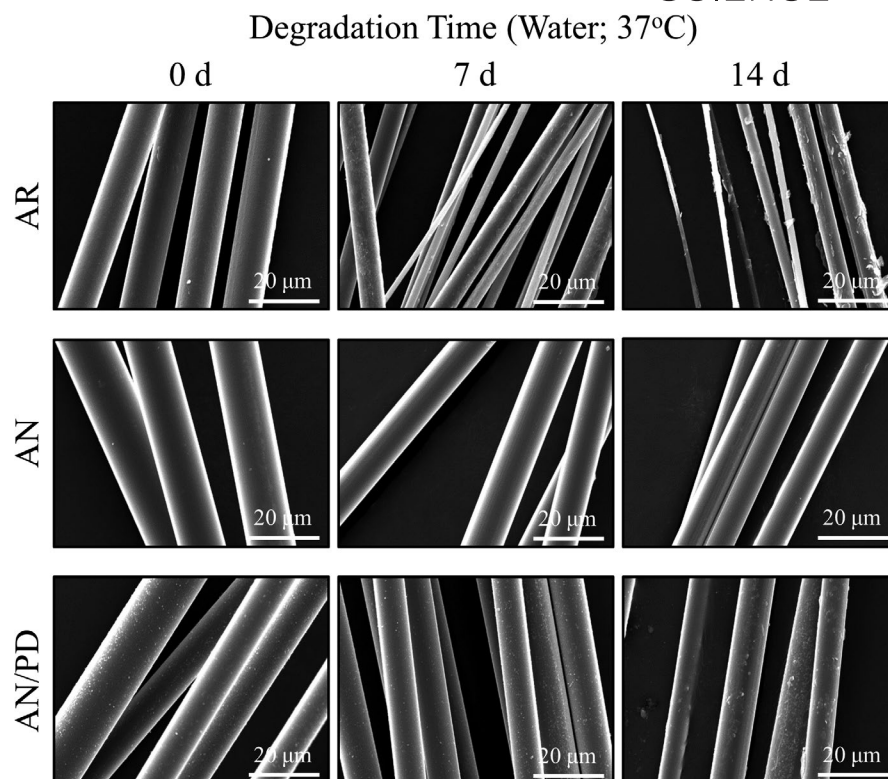 Degradation Time (Water; 37°C)
0 d 7 d 14 d
AR
20 μm 20 μm 20 μm
AN
20 μm 20 μm 20 μm
AN/PD
20 μm 20 μm 20 μm